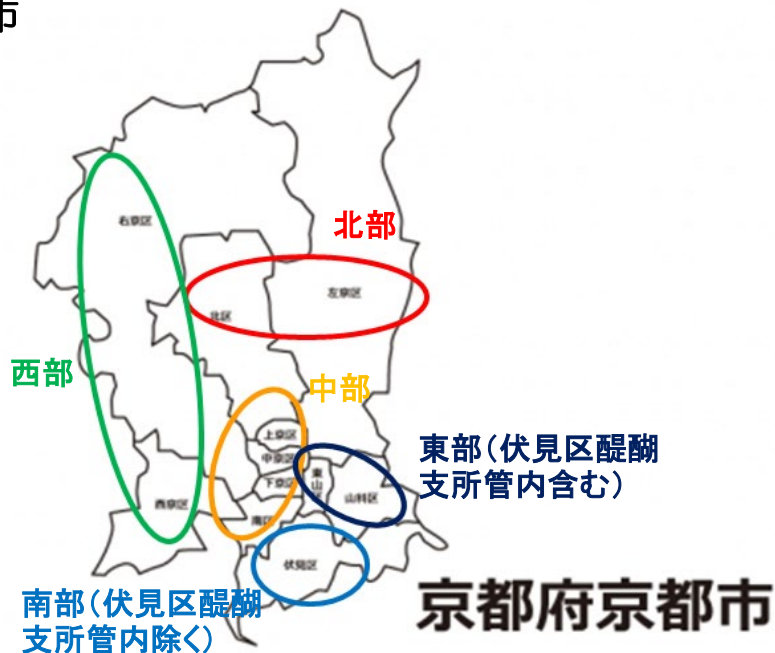 市
右京区
北部
左京区
北区
西部
中部
上京区
中京区
東山区
下京区
山科区
東部(伏見区醍醐
支所管内含む)
西京区
南区
伏見区
南部(伏見区醍醐
支所管内除く)
京都府京都市